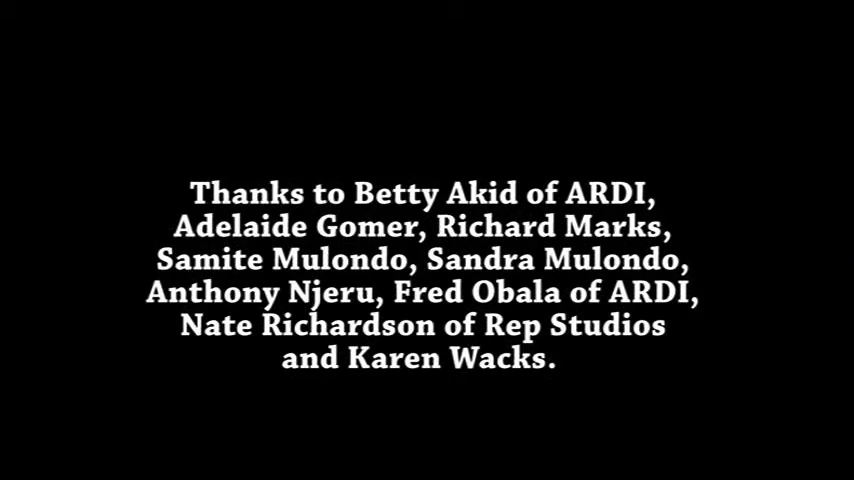 Thanks to Betty Akid of ARDI,
Adelaide Gomer, Richard Marks,
Samite Mulondo, Sandra Mulondo,
Anthony Njeru, Fred Obala of ARDI,
Nate Richardson of Rep Studios
and Karen Wacks.